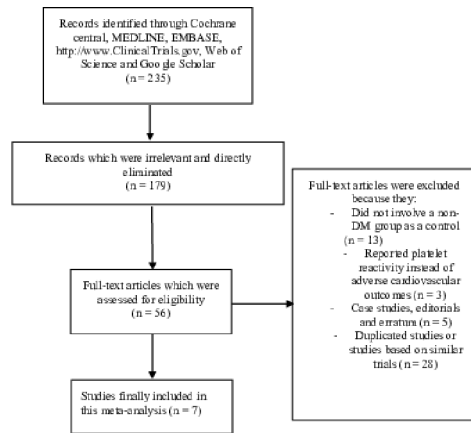 Records identified through Cochrane
central, MEDLINE, EMBASE,
http://www.ClinicalTrials.gov, Web of
Science and Google Scholar
(n = 235)
Records which were irrelevant and directly
eliminated
(n = 179)
Full-text articles which were
assessed for eligibility
(n = 56)
Full-text articles were excluded
because they:
- Did not involve a non-
DM group as a control
(n = 13)
- Reported platelet
reactivity instead of
adverse cardiovascular
outcomes (n = 3)
- Case studies, editorials
and erratum (n = 5)
- Duplicated studies or
studies based on similar
trials (n = 28)
Studies finally included in
this meta-analysis (n = 7)